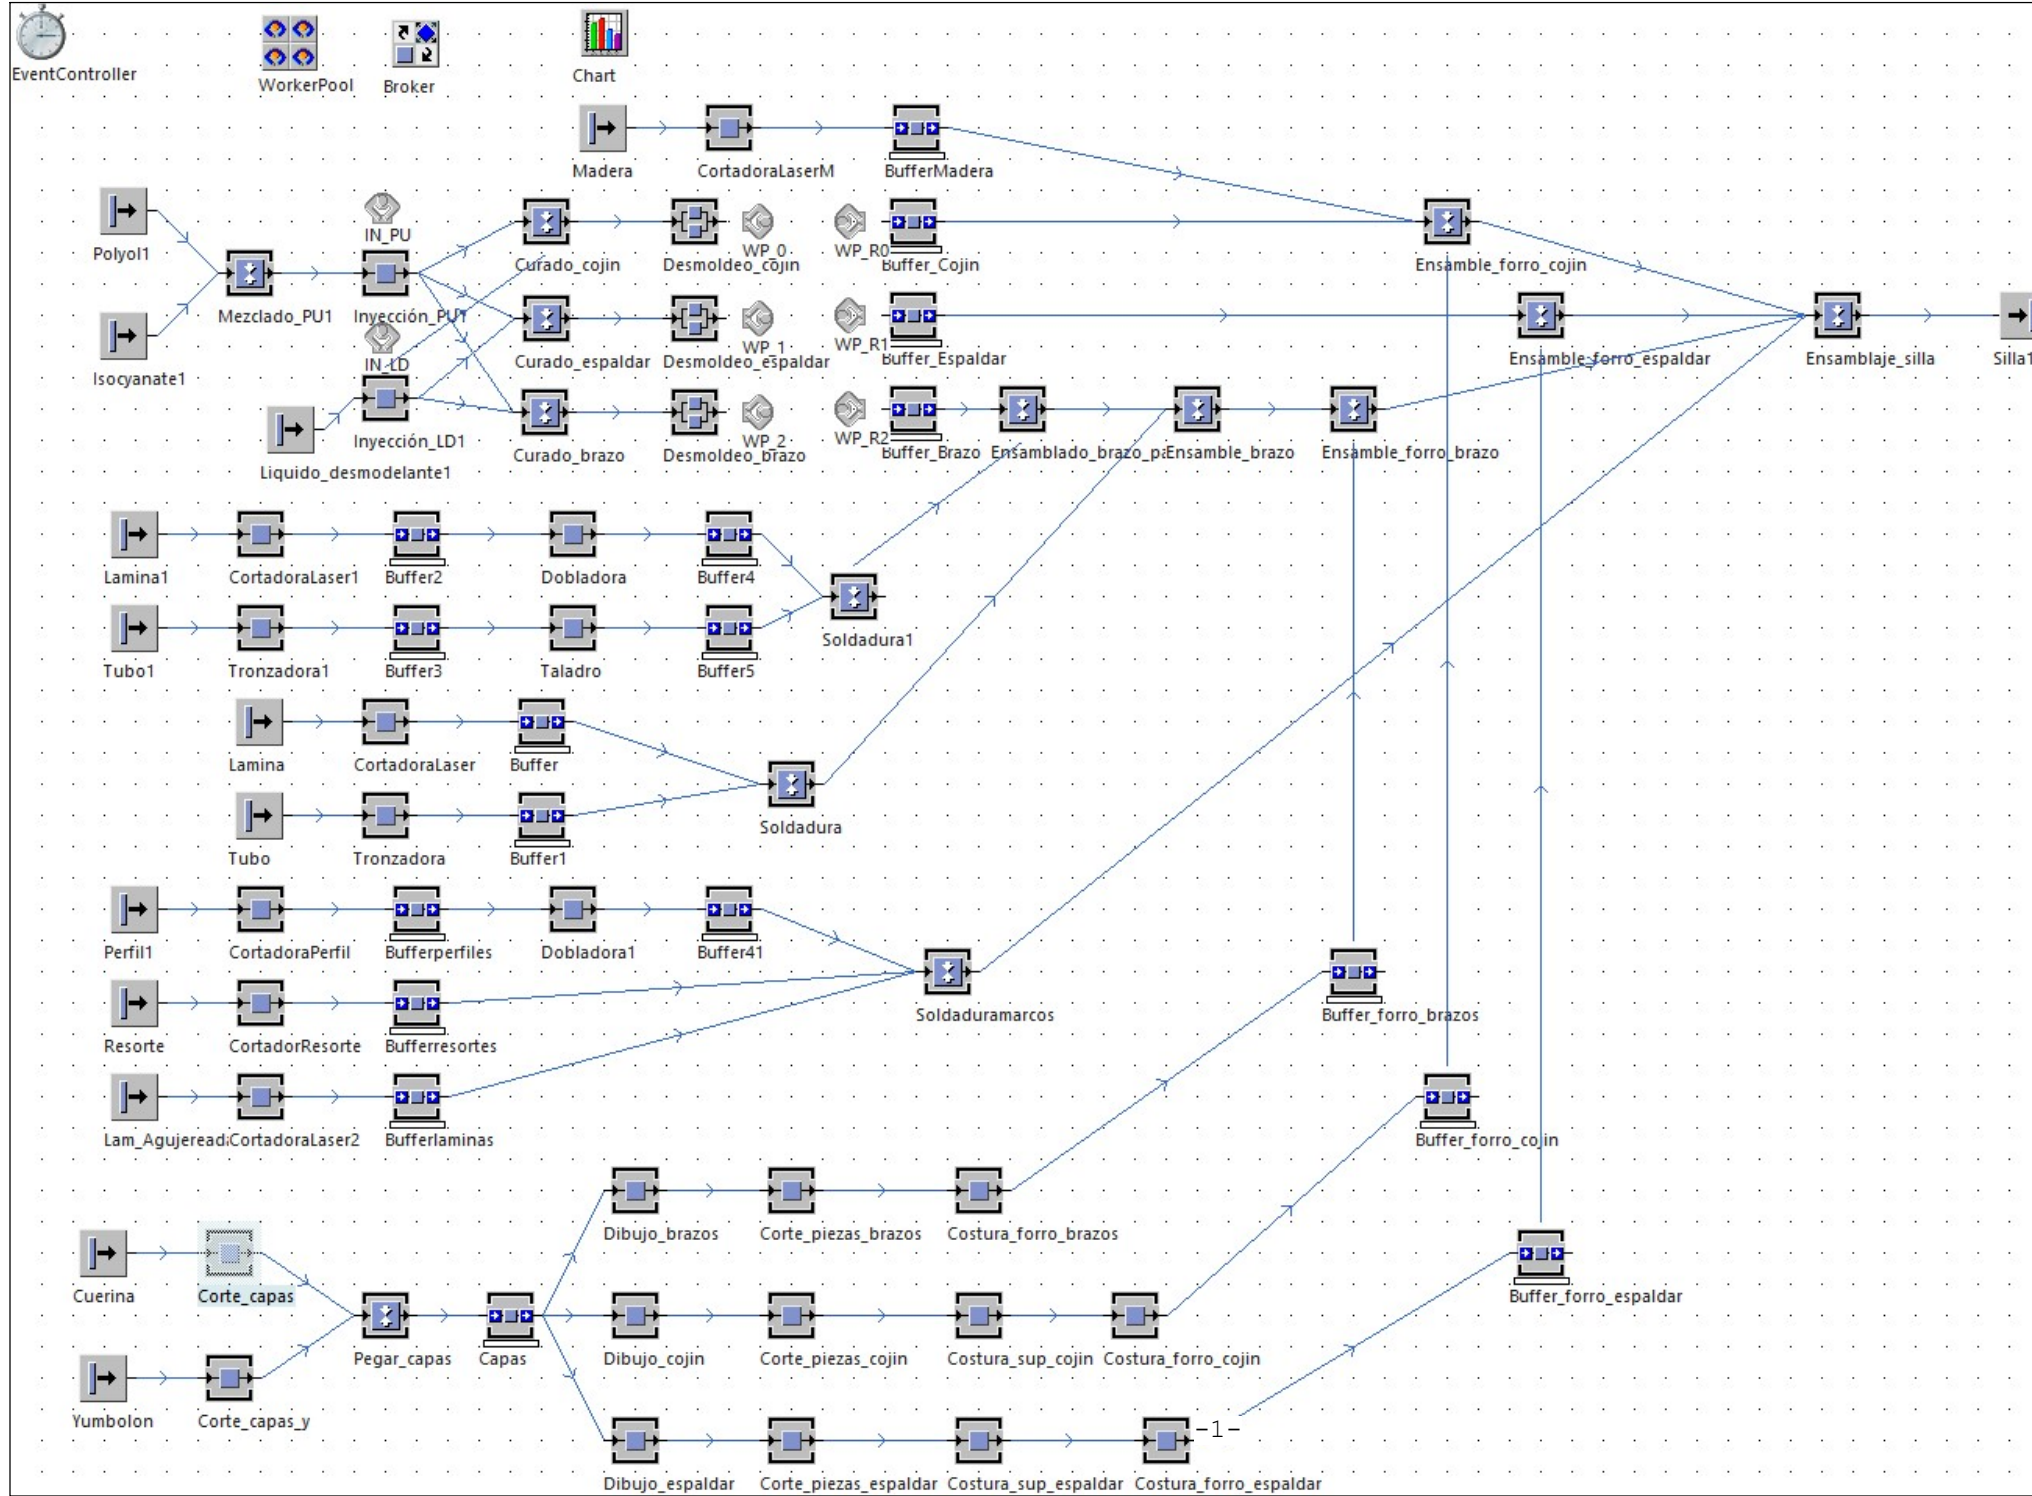 EventController
WorkerPool
Broker
Chart
Madera
CortadoraLaserM
BufferMadera
Polyol1
IN_PU
Curado_cojin
Desmoldeo_cojin
WP_0
WP_R0
Buffer_Cojin
Ensamble_forro_cojin
Mezclado_PU1
Inyección_PU1
Isocyanate1
IN_LD
Curado_espaldar
Desmoldeo_espaldar
WP_1
WP_R1
Buffer_Espaldar
Ensamble_forro_espaldar
Ensamblaje_silla
Silla1
Liquido_desmodelante1
Inyección_LD1
Curado_brazo
Desmoldeo_brazo
WP_2
WP_R2
Buffer_Brazo
Ensamblado_brazo_pa
Ensamble_brazo
Ensamble_forro_brazo
Lamina1
CortadoraLaser1
Buffer2
Dobladora
Buffer4
Soldadura1
Tubo1
Tronzadora1
Buffer3
Taladro
Buffer5
Lamina
CortadoraLaser
Buffer
Soldadura
Tubo
Tronzadora
Buffer1
Perfil1
CortadoraPerfil
Bufferperfiles
Dobladora1
Buffer41
Soldaduramarcos
Buffer_forro_brazos
Resorte
CortadorResorte
Bufferresortes
Lam_Agujeread
CortadoraLaser2
Bufferlaminas
Buffer_forro_cojin
Dibujo_brazos
Corte_piezas_brazos
Costura_forro_brazos
Cuerina
Corte_capas
Buffer_forro_espaldar
Pegar_capas
Capas
Dibujo_cojin
Corte_piezas_cojin
Costura_sup_cojin
Costura_forro_cojin
Yumbolon
Corte_capas_y
-1-
Dibujo_espaldar
Corte_piezas_espaldar
Costura_sup_espaldar
Costura_forro_espaldar